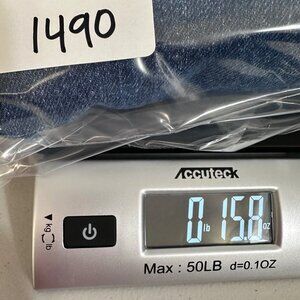 1490
ACCUTECK
kg lb
0 lb 15.8 oz
Max : 50LB d=0.1OZ